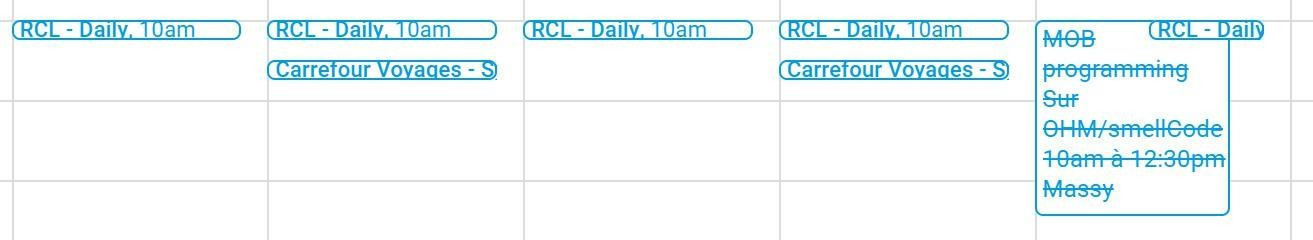 RCL - Daily, 10am
RCL - Daily, 10am
RCL - Daily, 10am
RCL - Daily, 10am
RCL - Daily
Carrefour Voyages - S
Carrefour Voyages - S
MOB
programming
Sur
OHM/smellCode
10am à 12:30pm
Massy